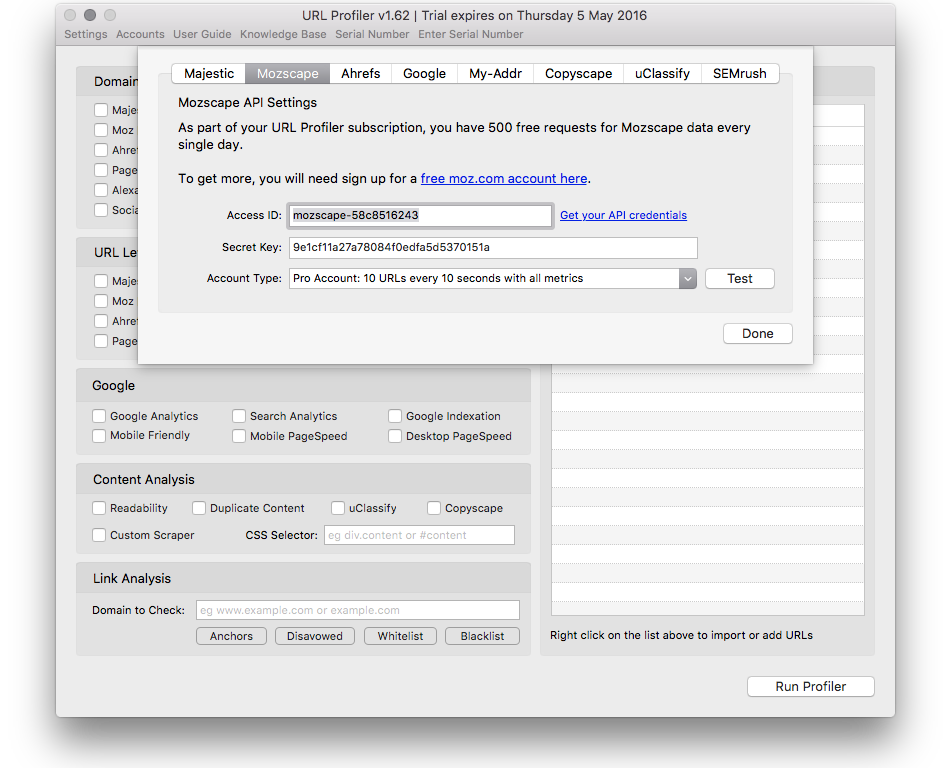 URL Profiler v1.62 | Trial expires on Thursday 5 May 2016
Settings Accounts User Guide Knowledge Base Serial Number Enter Serial Number
Majestic Mozscape Ahrefs Google My-Addr Copyscape uClassify SEMrush
Mozscape API Settings
As part of your URL Profiler subscription, you have 500 free requests for Mozscape data every
single day.
To get more, you will need sign up for a free moz.com account here.
Access ID: mozscape-58c8516243 Get your API credentials
Secret Key: 9e1cf11a27a78084f0edfa5d5370151a
Account Type: Pro Account: 10 URLs every 10 seconds with all metrics Test
Done
Domain
Maje
Moz
Ahre
Page
Alexa
Socia
URL Le
Maje
Moz
Ahre
Page
Google
Google Analytics Search Analytics Google Indexation
Mobile Friendly Mobile PageSpeed Desktop PageSpeed
Content Analysis
Readability Duplicate Content uClassify Copyscape
Custom Scraper CSS Selector: eg div.content or #content
Link Analysis
Domain to Check: eg www.example.com or example.com
Anchors Disavowed Whitelist Blacklist
Right click on the list above to import or add URLs
Run Profiler